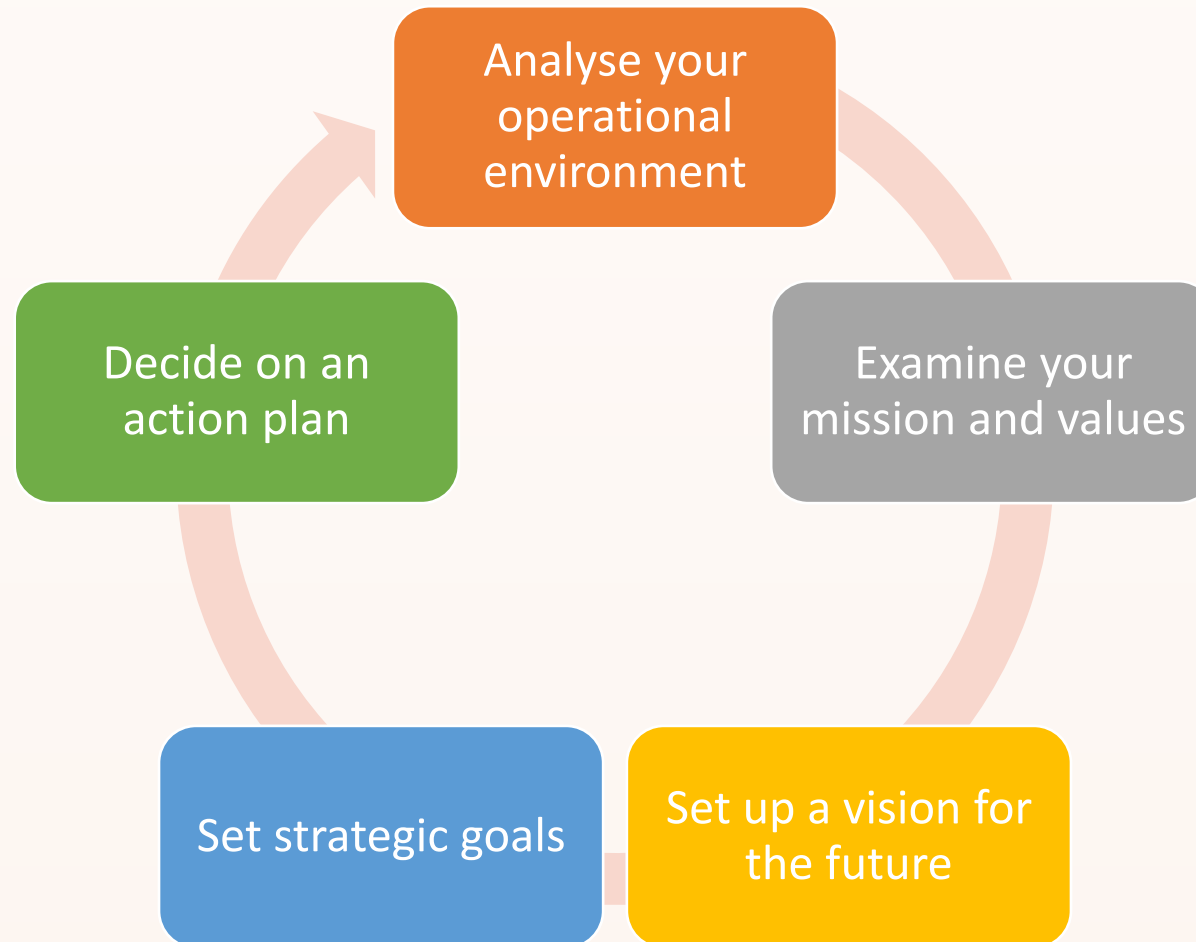 Analyse your
operational
environment
Examine your
mission and values
Set up a vision for
the future
Set strategic goals
Decide on an
action plan